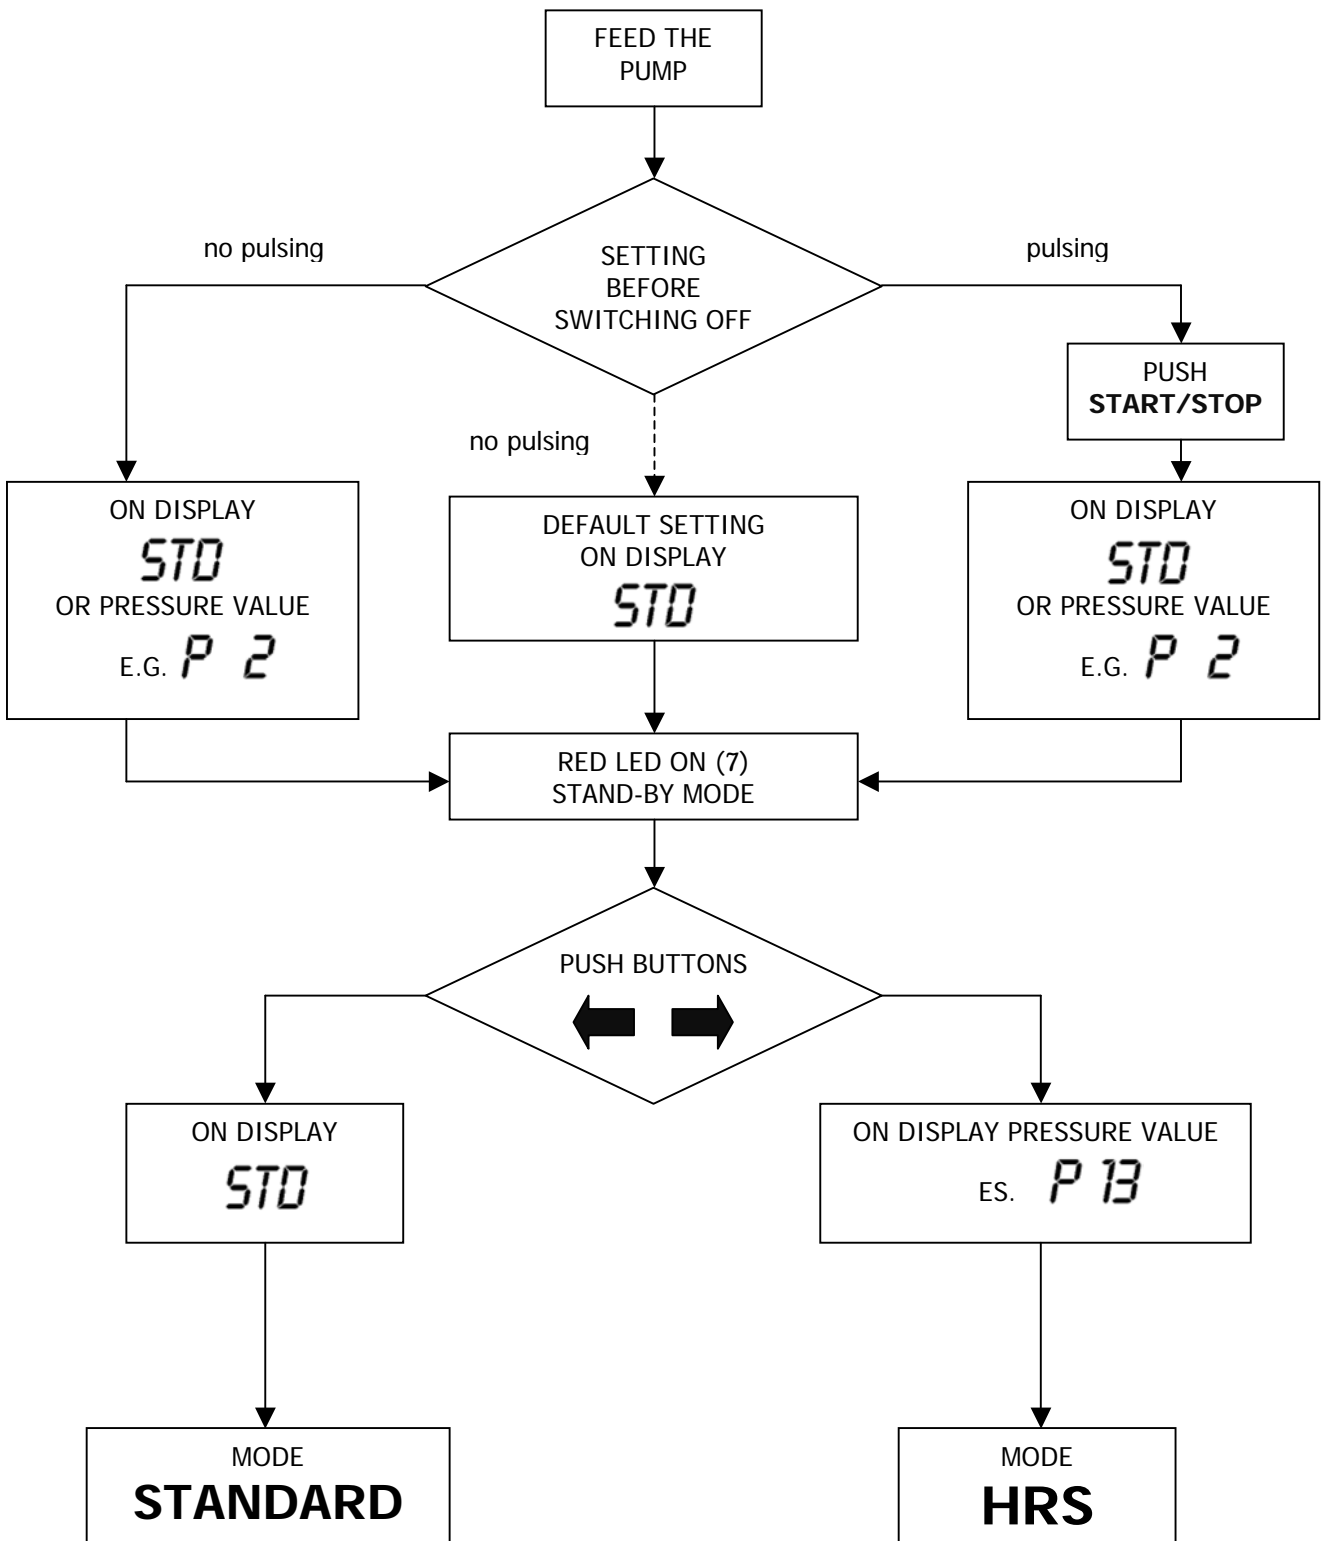 FEED THE
PUMP
no pulsing
SETTING
BEFORE
SWITCHING OFF
pulsing
PUSH
START/STOP
no pulsing
ON DISPLAY
STD
OR PRESSURE VALUE
E.G. P 2
DEFAULT SETTING
ON DISPLAY
STD
ON DISPLAY
STD
OR PRESSURE VALUE
E.G. P 2
RED LED ON (7)
STAND-BY MODE
PUSH BUTTONS
ON DISPLAY
STD
ON DISPLAY PRESSURE VALUE
ES. P 13
MODE
STANDARD
MODE
HRS